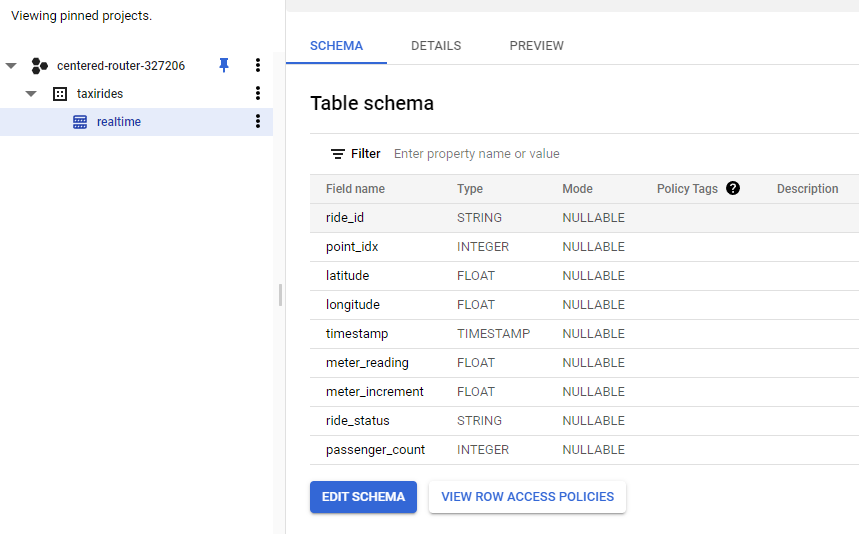 Viewing pinned projects.
centered-router-327206
taxirides
realtime
SCHEMA DETAILS PREVIEW
Table schema
Filter Enter property name or value
Field name Type Mode Policy Tags ? Description
ride_id STRING NULLABLE
point_idx INTEGER NULLABLE
latitude FLOAT NULLABLE
longitude FLOAT NULLABLE
timestamp TIMESTAMP NULLABLE
meter_reading FLOAT NULLABLE
meter_increment FLOAT NULLABLE
ride_status STRING NULLABLE
passenger_count INTEGER NULLABLE
EDIT SCHEMA VIEW ROW ACCESS POLICIES